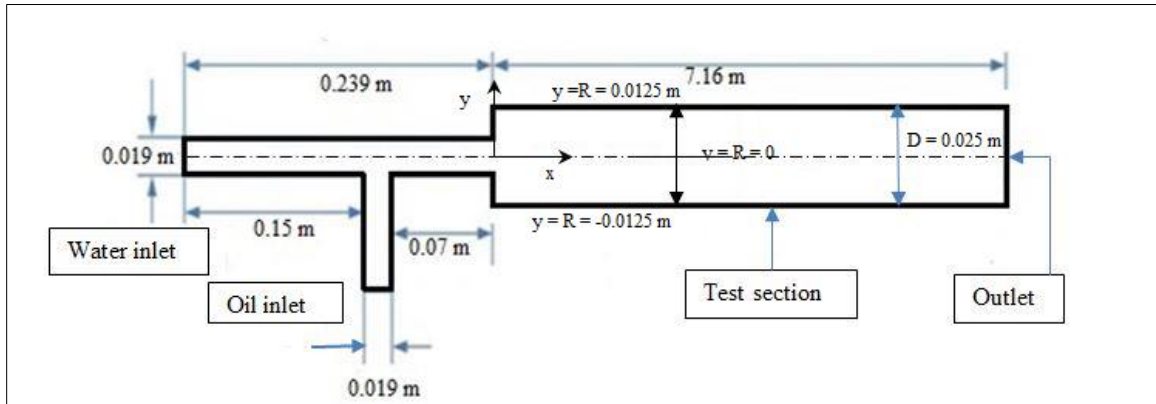 0.239 m
7.16 m
y =R = 0.0125 m
y
0.019 m
D = 0.025 m
y = R = 0
x
0.15 m
0.07 m
y = R = -0.0125 m
Water inlet
Oil inlet
Test section
Outlet
0.019 m